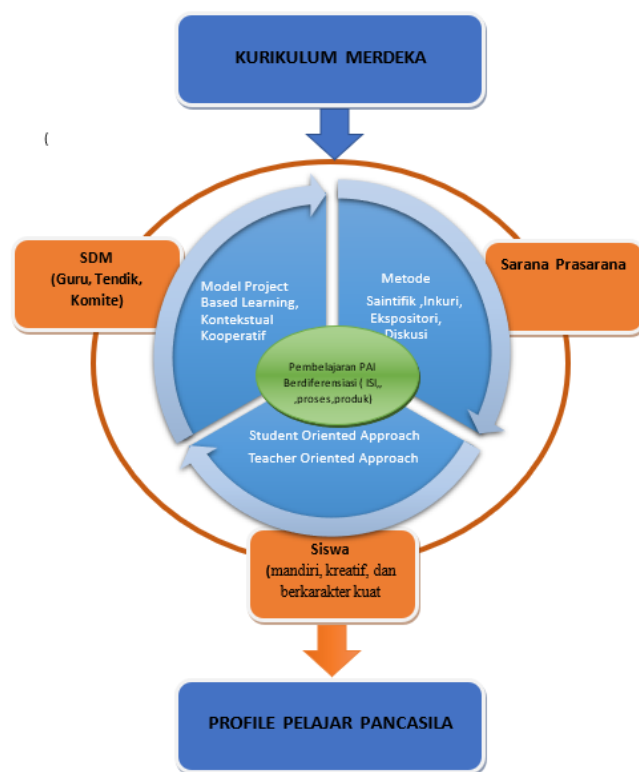 KURIKULUM MERDEKA
(
SDM
(Guru, Tendik,
Komite)
Model Project
Based Learning,
Kontekstual
Kooperatif
Metode
Saintifik ,Inkuri,
Ekspositori,
Diskusi
Sarana Prasarana
Pembelajaran PAI
Berdiferensiasi ( ISI,,
,proses,produk)
Student Oriented Approach
Teacher Oriented Approach
Siswa
(mandiri, kreatif, dan
berkarakter kuat
PROFILE PELAJAR PANCASILA